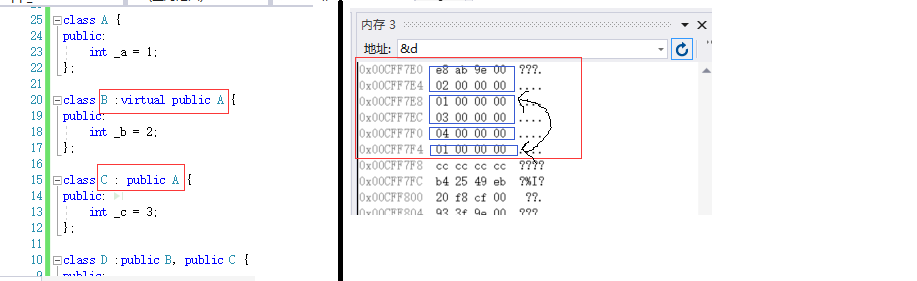 25 class A {
24 public:
23 int _a = 1;
22 };
21
20 class B :virtual public A {
19 public:
18 int _b = 2;
17 };
16
15 class C : public A {
14 public:
13 int _c = 3;
12 };
11
10 class D :public B, public C {
9 public:
内存 3
地址: &d
0x00CFF7E0 e8 ab 9e 00 ???.
0x00CFF7E4 02 00 00 00 ....
0x00CFF7E8 01 00 00 00 ....
0x00CFF7EC 03 00 00 00 ....
0x00CFF7F0 04 00 00 00 ....
0x00CFF7F4 01 00 00 00 ....
0x00CFF7F8 cc cc cc cc ????
0x00CFF7FC b4 25 49 eb ?%I?
0x00CFF800 20 f8 cf 00 ??.
0x00CFF804 93 3f 9e 00 ???